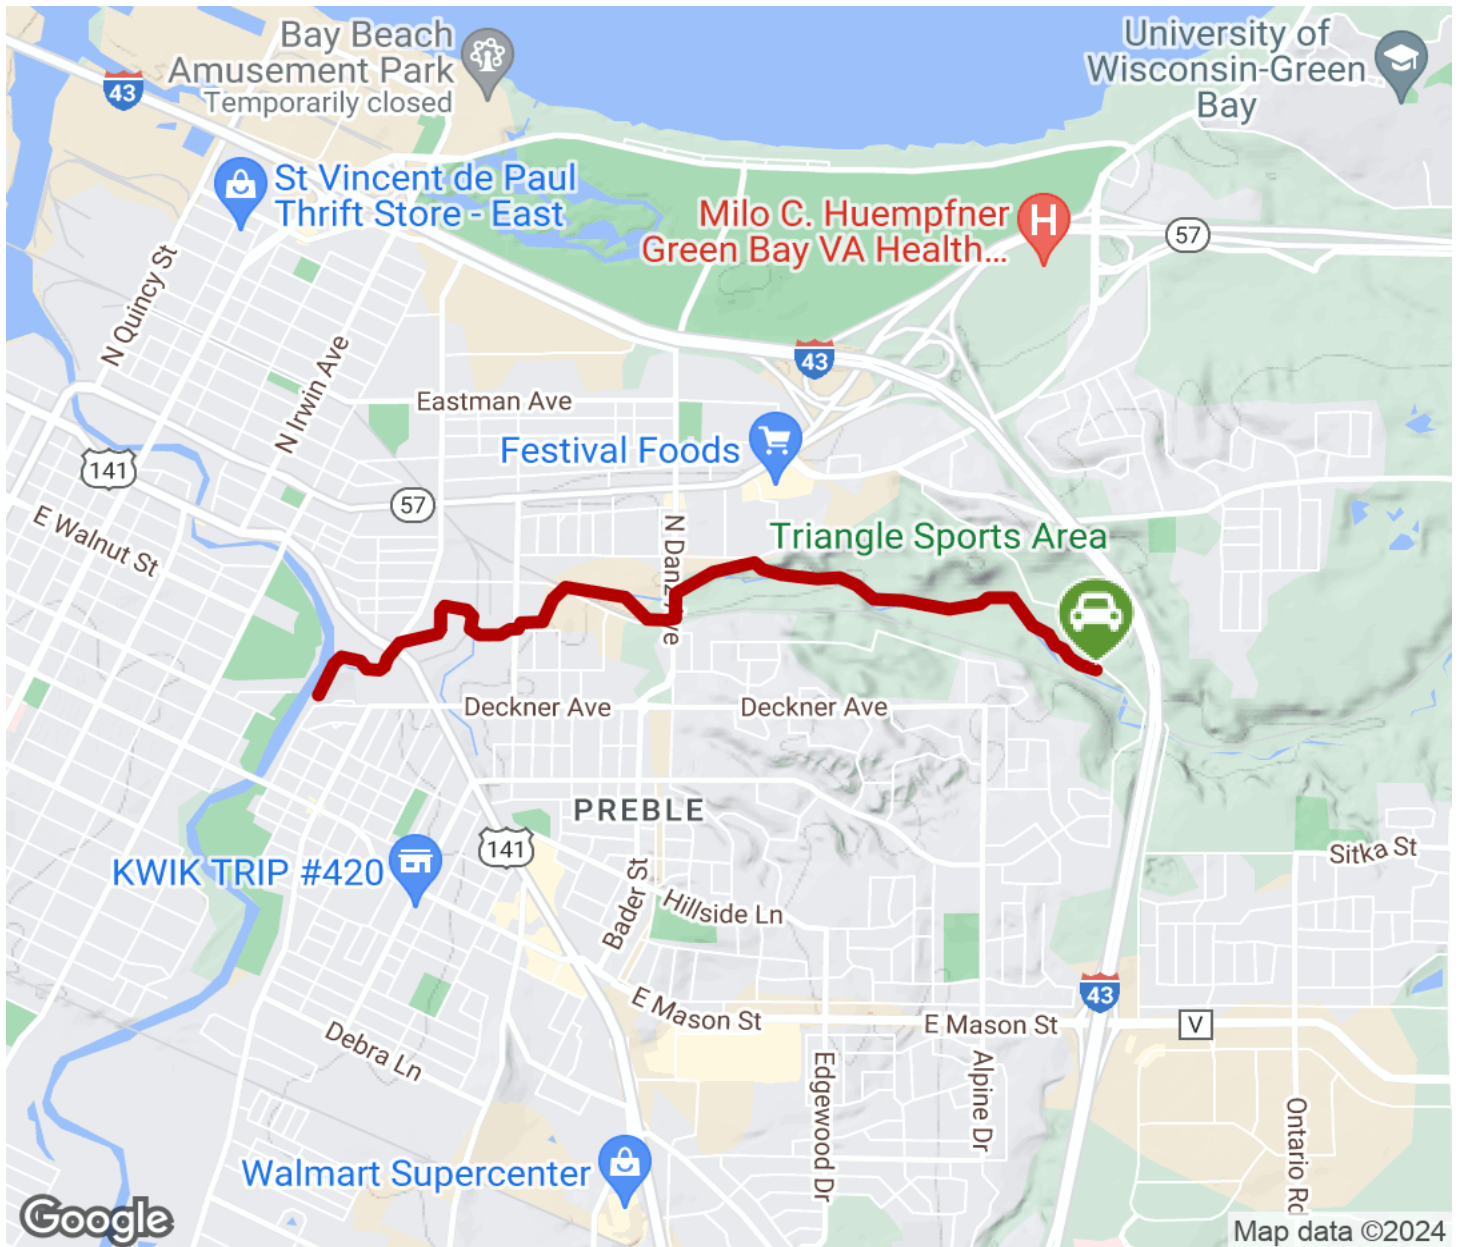 Bay Beach
Amusement Park
Temporarily closed
University of
Wisconsin-Green
Bay
43
St Vincent de Paul
Thrift Store - East
Milo C. Huempfner
Green Bay VA Health...
H
57
N Quincy St
N Irwin Ave
43
Eastman Ave
Festival Foods
141
57
E Walnut St
N Danz Ave
Triangle Sports Area
Deckner Ave
Deckner Ave
PREBLE
141
KWIK TRIP #420
Sitka St
Bader St
Hillside Ln
43
E Mason St
E Mason St
V
Debra Ln
Edgewood Dr
Alpine Dr
Ontario Rd
Walmart Supercenter
Google
Map data ©2024